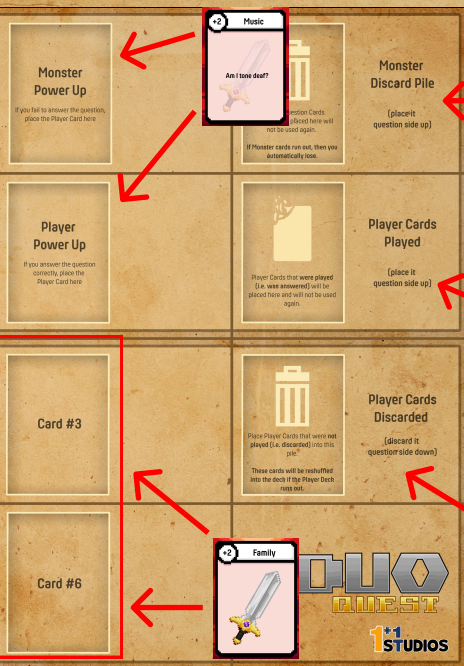 +2
Music
Am I tone deaf?
Monster
Power Up
If you fail to answer the question,
place the Player Card here
estion Cards
placed here will
not be used again.
If Monster cards run out, then you
automatically lose.
Monster
Discard Pile
(place it
question side up)
Player
Power Up
If you answer the question
correctly, place the
Player Card here
Player Cards that were played
(i.e. was answered) will be
placed here and will not be used
again.
Player Cards
Played
(place it
question side up)
Card #3
Place Player Cards that were not
played (i.e. discarded) into this
pile.
These cards will be reshuffled
into the deck if the Player Deck
runs out.
Player Cards
Discarded
(discard it
question side down)
Card #6
+2
Family
DUO
QUEST
1+1
STUDIOS